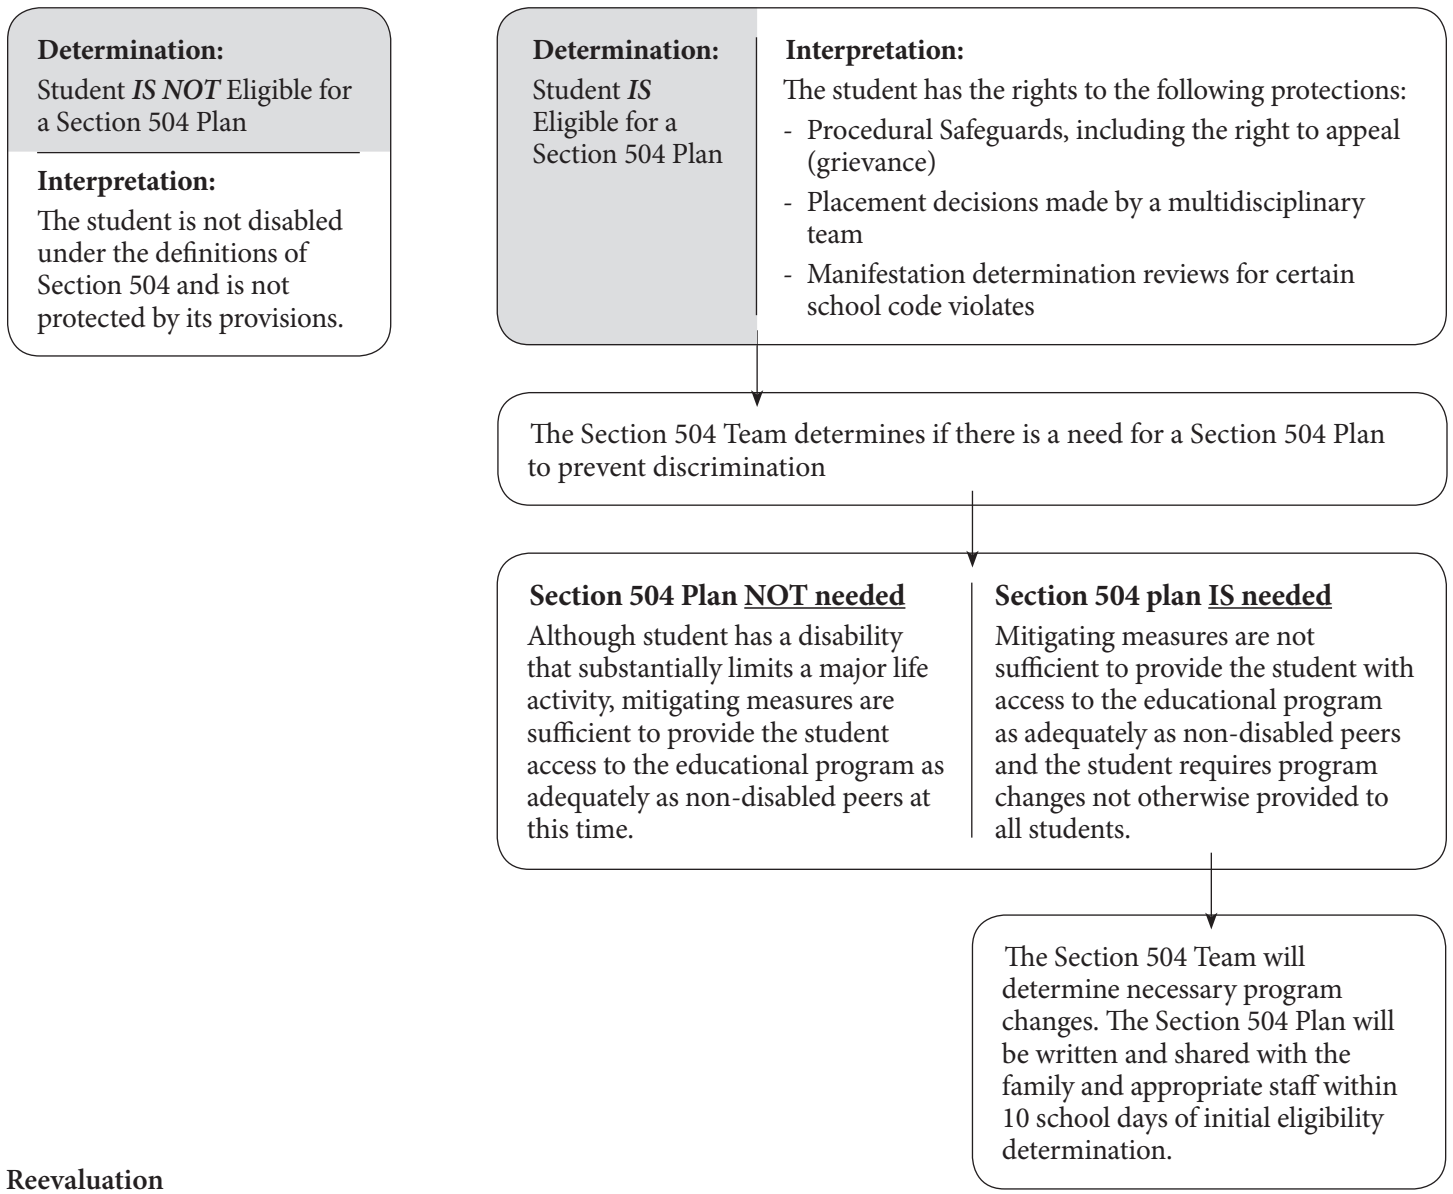 Determination:
Student IS NOT Eligible for
a Section 504 Plan
Interpretation:
The student is not disabled
under the definitions of
Section 504 and is not
protected by its provisions.
Determination:
Student IS
Eligible for a
Section 504 Plan
Interpretation:
The student has the rights to the following protections:
- Procedural Safeguards, including the right to appeal
(grievance)
- Placement decisions made by a multidisciplinary
team
- Manifestation determination reviews for certain
school code violates
The Section 504 Team determines if there is a need for a Section 504 Plan
to prevent discrimination
Section 504 Plan NOT needed
Although student has a disability
that substantially limits a major life
activity, mitigating measures are
sufficient to provide the student
access to the educational program as
adequately as non-disabled peers at
this time.
Section 504 plan IS needed
Mitigating measures are not
sufficient to provide the student with
access to the educational program
as adequately as non-disabled peers
and the student requires program
changes not otherwise provided to
all students.
The Section 504 Team will
determine necessary program
changes. The Section 504 Plan will
be written and shared with the
family and appropriate staff within
10 school days of initial eligibility
determination.
Reevaluation